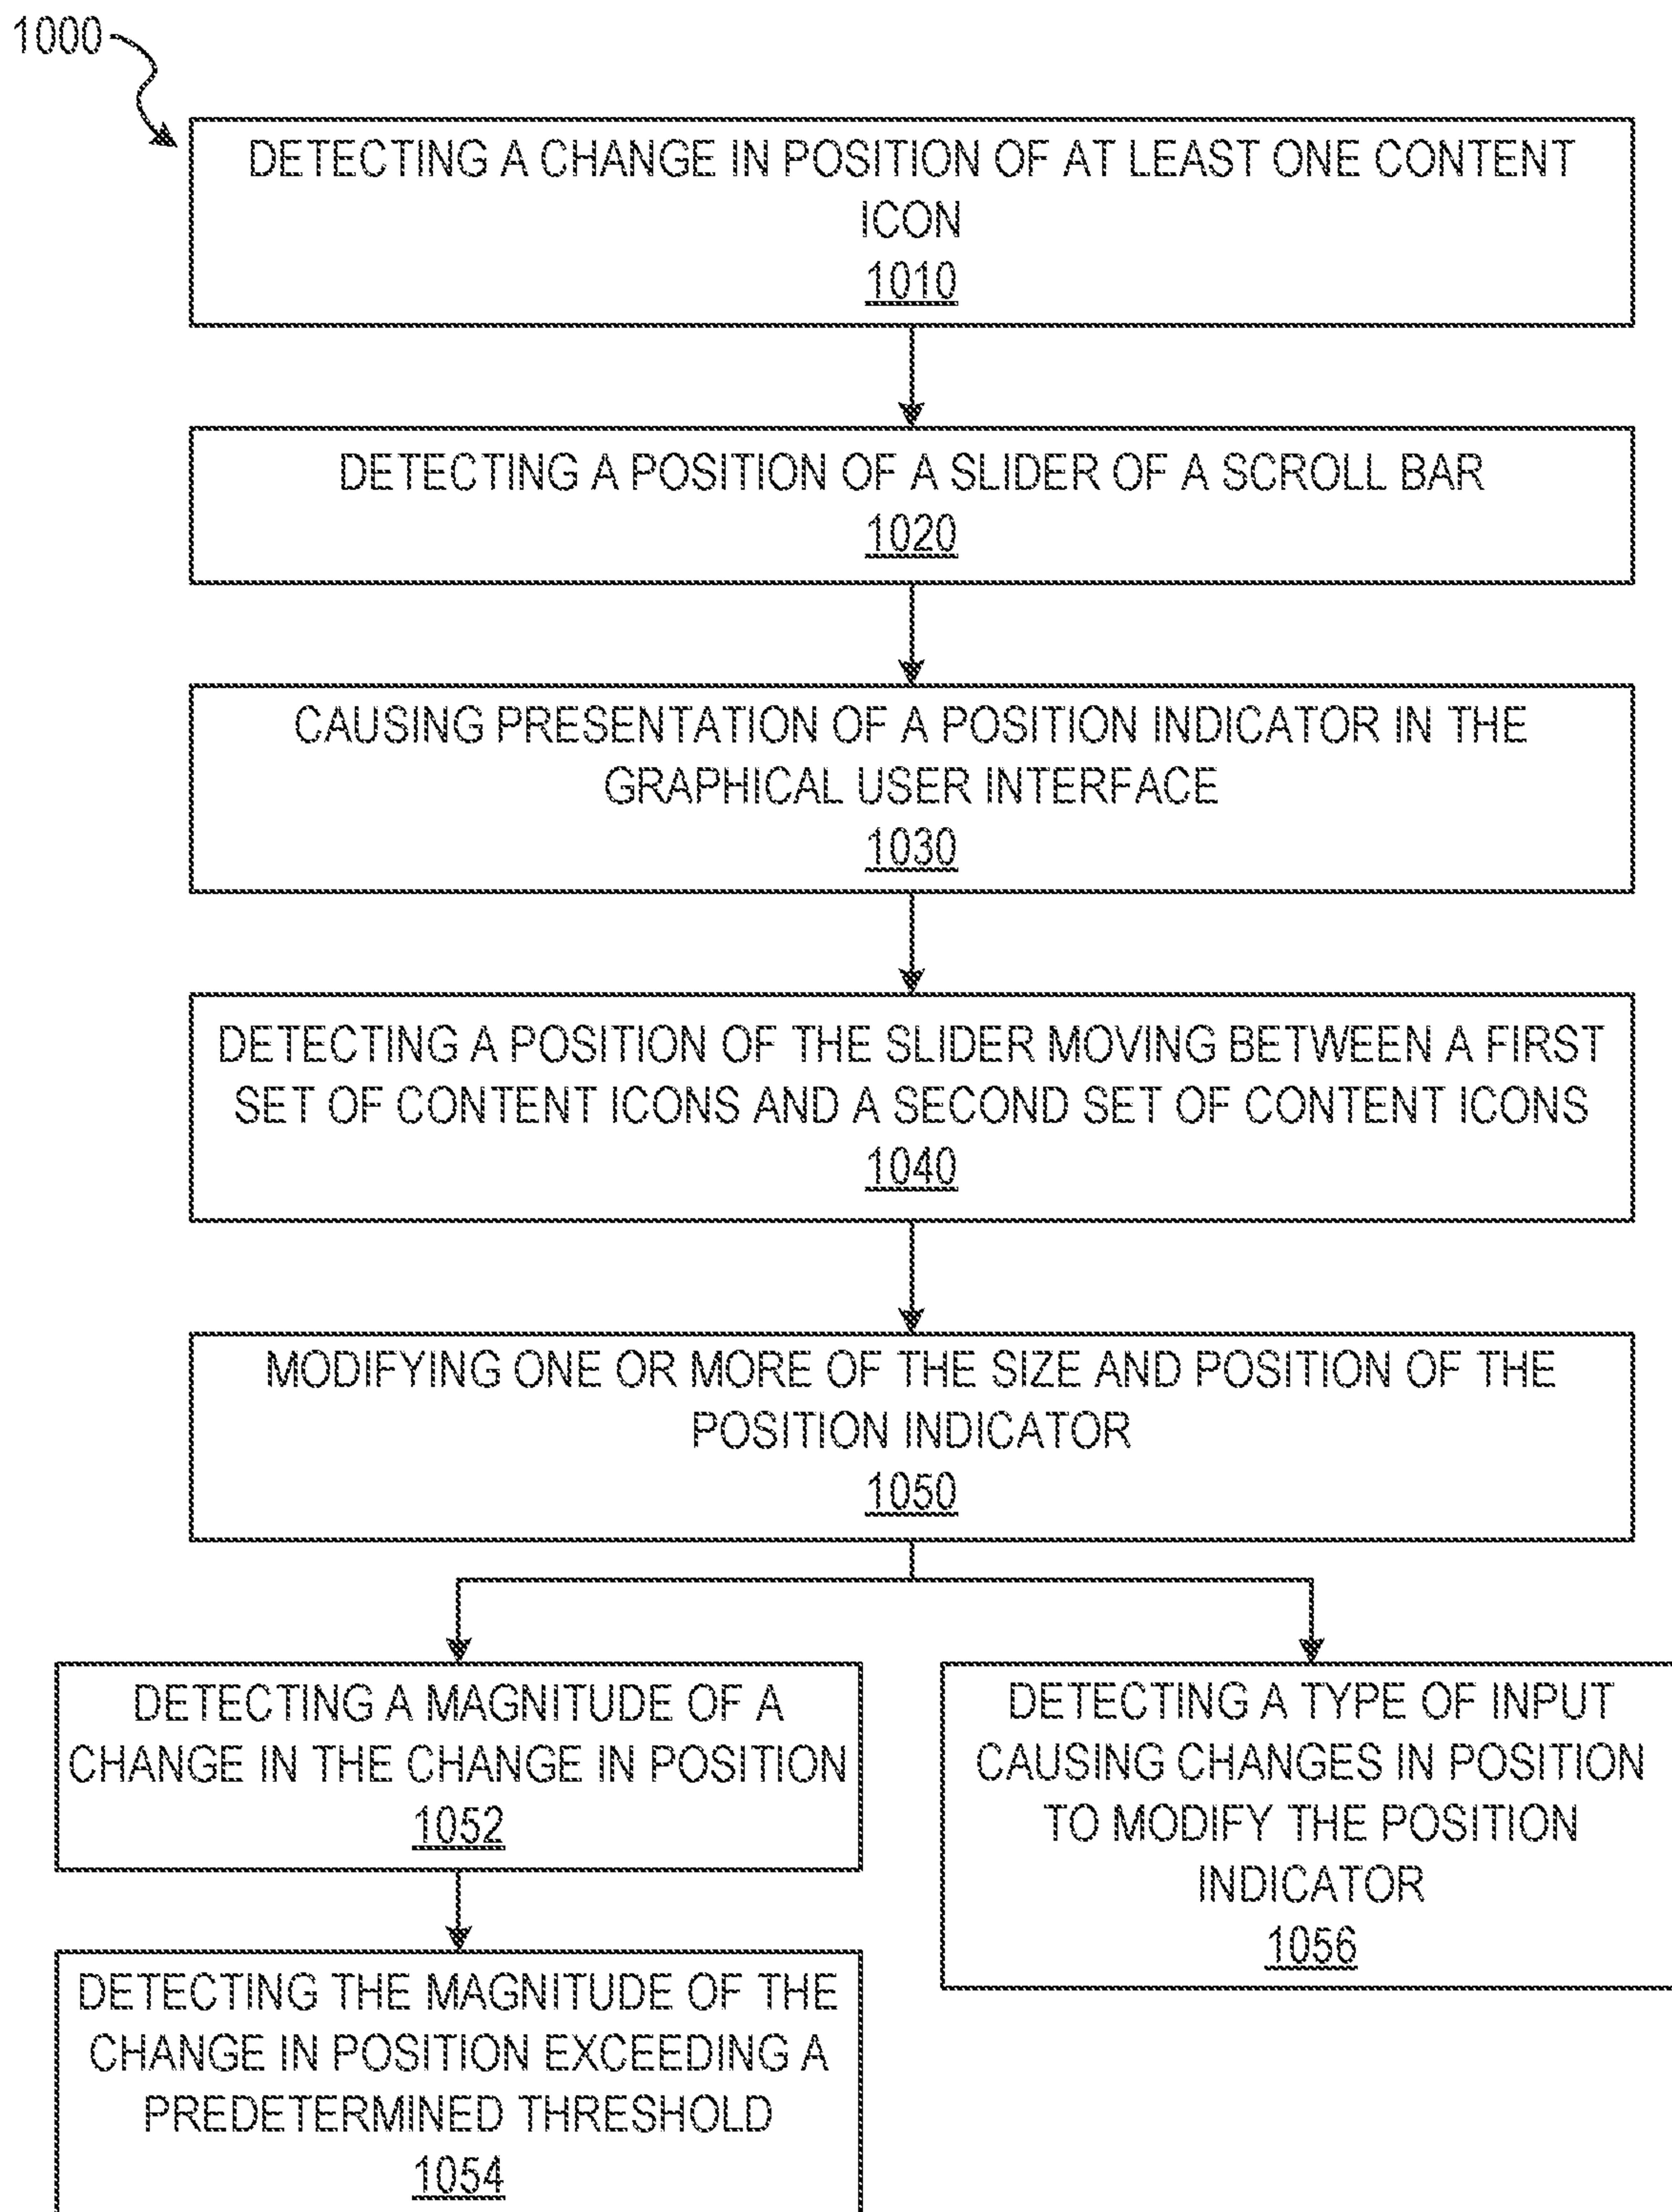 1000
DETECTING A CHANGE IN POSITION OF AT LEAST ONE CONTENT
ICON
1010
DETECTING A POSITION OF A SLIDER OF A SCROLL BAR
1020
CAUSING PRESENTATION OF A POSITION INDICATOR IN THE
GRAPHICAL USER INTERFACE
1030
DETECTING A POSITION OF THE SLIDER MOVING BETWEEN A FIRST
SET OF CONTENT ICONS AND A SECOND SET OF CONTENT ICONS
1040
MODIFYING ONE OR MORE OF THE SIZE AND POSITION OF THE
POSITION INDICATOR
1050
DETECTING A MAGNITUDE OF A
CHANGE IN THE CHANGE IN POSITION
1052
DETECTING THE MAGNITUDE OF THE
CHANGE IN POSITION EXCEEDING A
PREDETERMINED THRESHOLD
1054
DETECTING A TYPE OF INPUT
CAUSING CHANGES IN POSITION
TO MODIFY THE POSITION
INDICATOR
1056